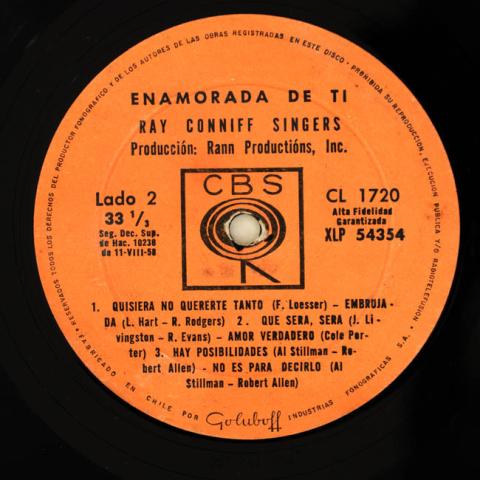 RESERVADOS TODOS LOS DERECHOS DEL PRODUCTOR FONOGRAFICO Y DE LOS AUTORES DE LAS OBRAS REGISTRADAS EN ESTE DISCO - PROHIBIDA SU REPRODUCCION, EJECUCION PUBLICA Y/O RADIOTELEFUSION
ENAMORADA DE TI
RAY CONNIFF SINGERS
Producción: Rann Productións, Inc.
Lado 2
33 1/3
Seg. Dec. Sup.
de Hac. 10238
de 11-VIII-58
CBS
CL 1720
Alta Fidelidad
Garantizada
XLP 54354
1. QUISIERA NO QUERERTE TANTO (F. Loesser) - EMBRUJA-
DA (L. Hart - R. Rodgers) 2. QUE SERA, SERA (J. Li-
vingston - R. Evans) - AMOR VERDADERO (Cole Por-
ter) 3. HAY POSIBILIDADES (Al Stillman - Ro-
bert Allen) - NO ES PARA DECIRLO (Al
Stillman - Robert Allen)
FABRICADO EN CHILE POR Goluboff INDUSTRIAS FONOGRAFICAS S.A.